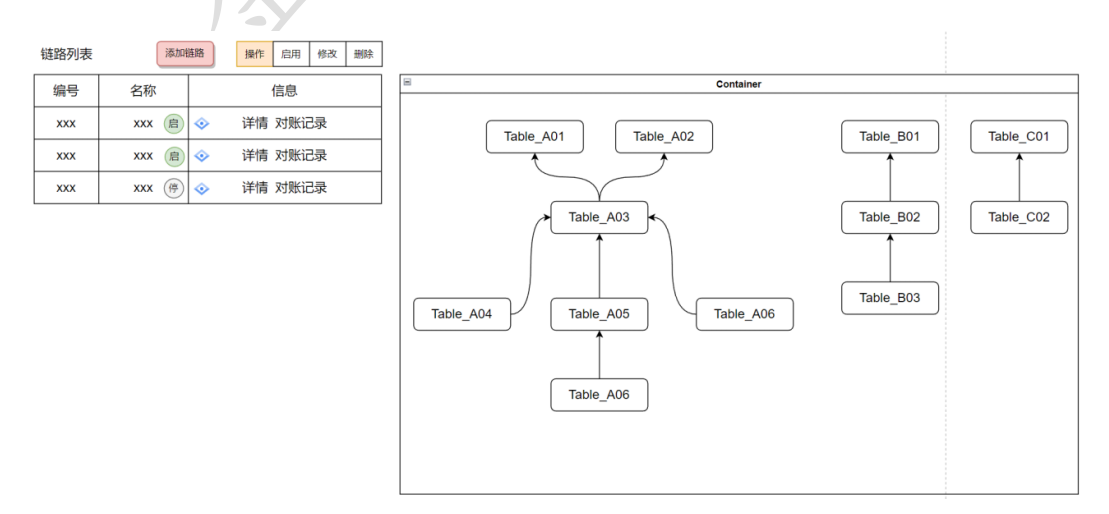 链路列表 添加链路 操作 启用 修改 删除
编号 名称 信息
xxx xxx 启 详情 对账记录
xxx xxx 启 详情 对账记录
xxx xxx 停 详情 对账记录
Container
Table_A01 Table_A02 Table_B01 Table_C01
Table_A03 Table_B02 Table_C02
Table_A04 Table_A05 Table_A06 Table_B03
Table_A06